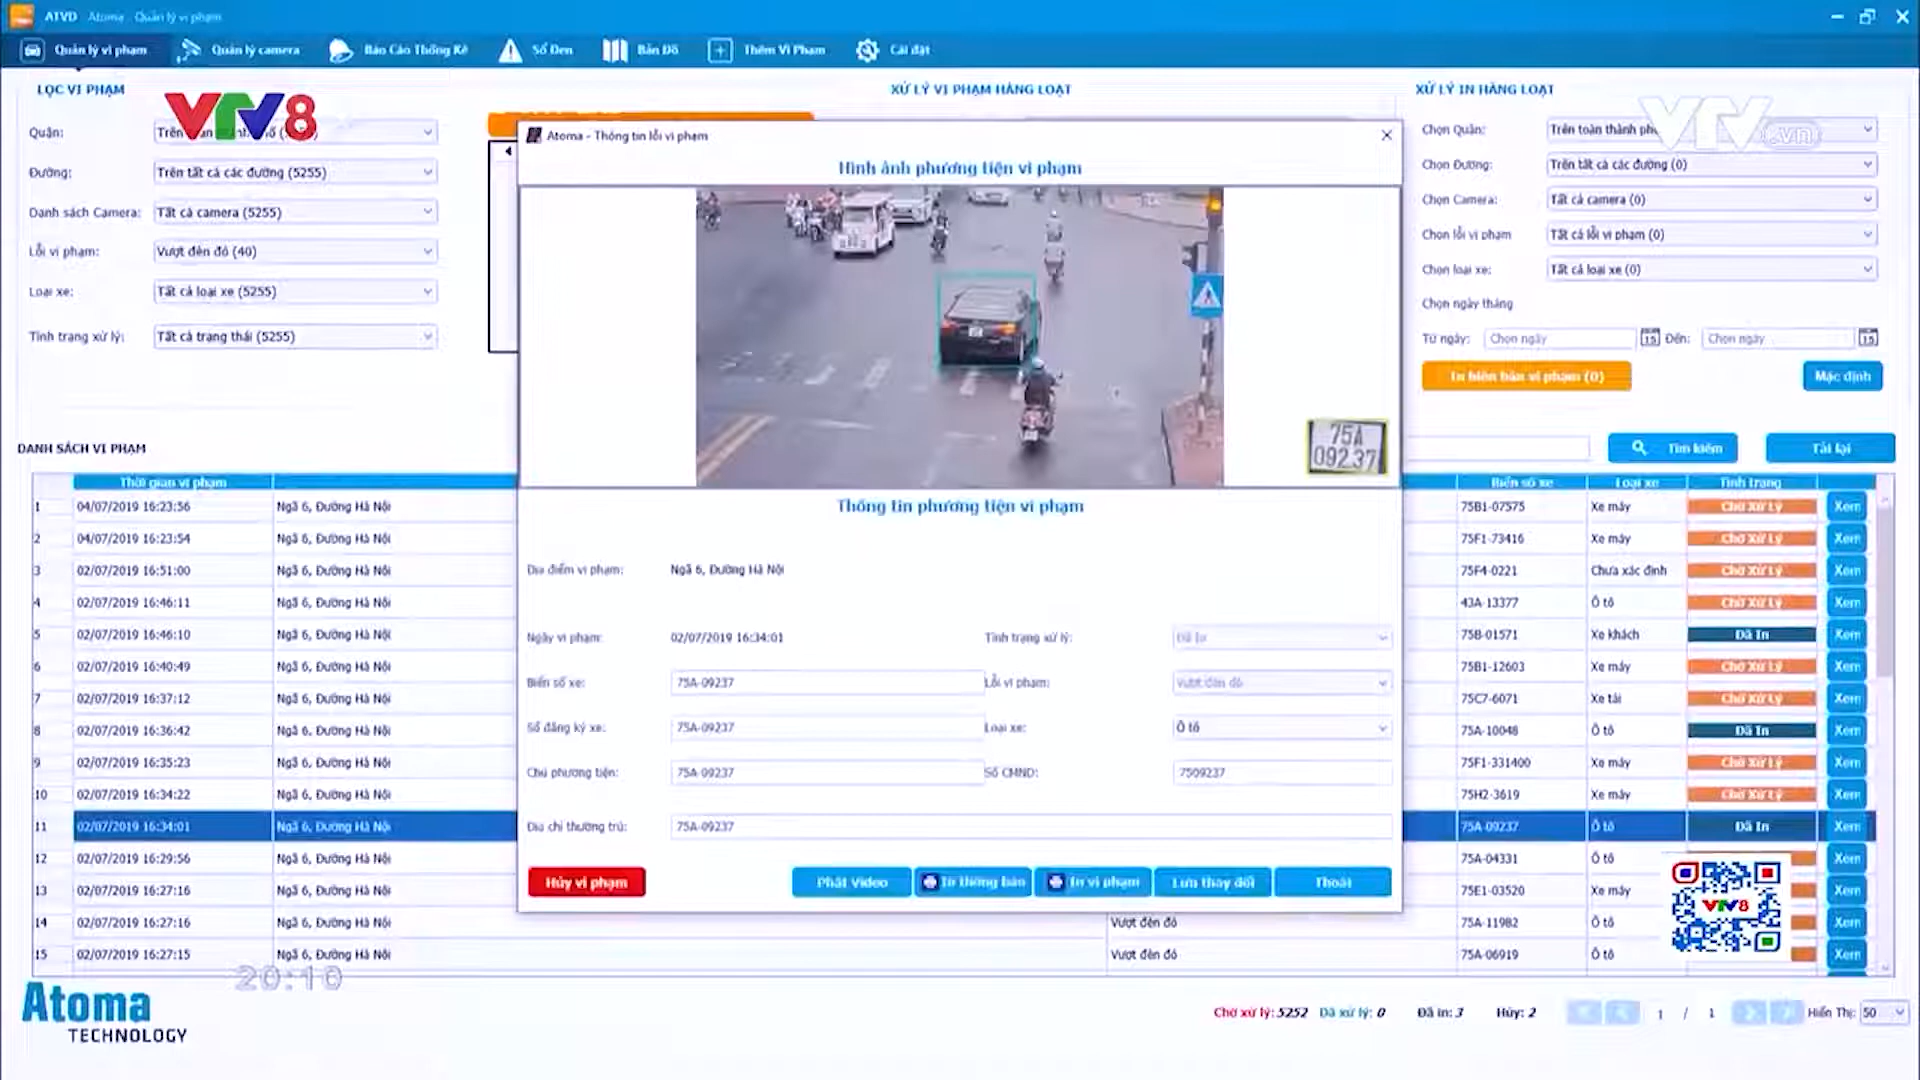 ATVD Atoma - Quản lý vi phạm
Quản lý vi phạm Quản lý camera Báo Cáo Thống Kê Sổ Đen Bản Đồ Thêm Vi Phạm Cài đặt
LỌC VI PHẠM
XỬ LÝ VI PHẠM HÀNG LOẠT
XỬ LÝ IN HÀNG LOẠT
VTV8
VTV.vn
Quận:
Đường: Trên tất cả các đường (5255)
Danh sách Camera: Tất cả camera (5255)
Lỗi vi phạm: Vượt đèn đỏ (40)
Loại xe: Tất cả loại xe (5255)
Tình trạng xử lý: Tất cả trạng thái (5255)
Chọn Quận: Trên toàn thành
Chọn Đường: Trên tất cả các đường (0)
Chọn Camera: Tất cả camera (0)
Chọn lỗi vi phạm Tất cả lỗi vi phạm (0)
Chọn loại xe: Tất cả loại xe (0)
Chọn ngày tháng
Từ ngày: Chọn ngày 15 Đến: Chọn ngày 15
In biên bản vi phạm (0) Mặc định
Tìm kiếm Tải lại
Atoma - Thông tin lỗi vi phạm
Hình ảnh phương tiện vi phạm
75A
09237
Thông tin phương tiện vi phạm
Địa điểm vi phạm: Ngã 6, Đường Hà Nội
Ngày vi phạm: 02/07/2019 16:34:01 Tình trạng xử lý: Đã In
Biển số xe: 75A-09237 Lỗi vi phạm: Vượt đèn đỏ
Số đăng ký xe: 75A-09237 Loại xe: Ô tô
Chủ phương tiện: 75A-09237 Số CMND: 7509237
Địa chỉ thường trú: 75A-09237
Hủy vi phạm Phát Video In thông báo In vi phạm Lưu thay đổi Thoát
DANH SÁCH VI PHẠM
Thời gian vi phạm Biển số xe Loại xe Tình trạng
1 04/07/2019 16:23:56 Ngã 6, Đường Hà Nội 75B1-07575 Xe máy Chờ Xử Lý Xem
2 04/07/2019 16:23:54 Ngã 6, Đường Hà Nội 75F1-73416 Xe máy Chờ Xử Lý Xem
3 02/07/2019 16:51:00 Ngã 6, Đường Hà Nội 75F4-0221 Chưa xác định Chờ Xử Lý Xem
4 02/07/2019 16:46:11 Ngã 6, Đường Hà Nội 43A-13377 Ô tô Chờ Xử Lý Xem
5 02/07/2019 16:46:10 Ngã 6, Đường Hà Nội 75B-01571 Xe khách Đã In Xem
6 02/07/2019 16:40:49 Ngã 6, Đường Hà Nội 75B1-12603 Xe máy Chờ Xử Lý Xem
7 02/07/2019 16:37:12 Ngã 6, Đường Hà Nội 75C7-6071 Xe tải Chờ Xử Lý Xem
8 02/07/2019 16:36:42 Ngã 6, Đường Hà Nội 75A-10048 Ô tô Đã In Xem
9 02/07/2019 16:35:23 Ngã 6, Đường Hà Nội 75F1-331400 Xe máy Chờ Xử Lý Xem
10 02/07/2019 16:34:22 Ngã 6, Đường Hà Nội 75H2-3619 Xe máy Chờ Xử Lý Xem
11 02/07/2019 16:34:01 Ngã 6, Đường Hà Nội 75A-09237 Ô tô Đã In Xem
12 02/07/2019 16:29:56 Ngã 6, Đường Hà Nội 75A-04331 Ô tô Xem
13 02/07/2019 16:27:16 Ngã 6, Đường Hà Nội 75E1-03520 Xe máy Xem
14 02/07/2019 16:27:16 Ngã 6, Đường Hà Nội Vượt đèn đỏ 75A-11982 Ô tô Xem
15 02/07/2019 16:27:15 Ngã 6, Đường Hà Nội Vượt đèn đỏ 75A-06919 Ô tô Xem
VTV8
20:10
Atoma
TECHNOLOGY
Chờ xử lý: 5252 Đã xử lý: 0 Đã in: 3 Hủy: 2 1 / 1 Hiển Thị: 50